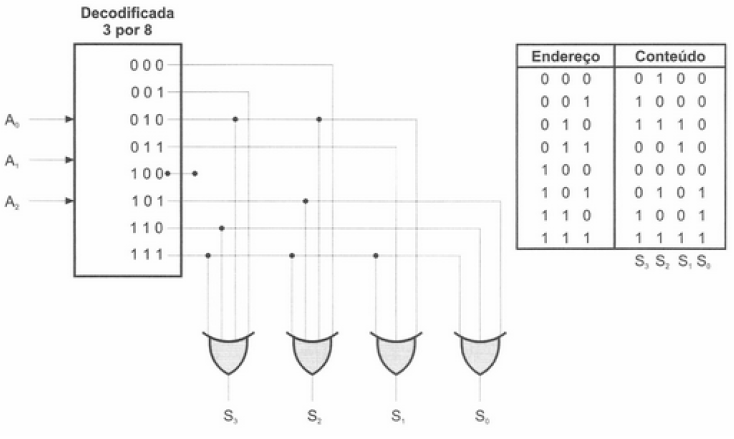 Decodificada
3 por 8
0 0 0
0 0 1
0 1 0
0 1 1
1 0 0
1 0 1
1 1 0
1 1 1
A₀
A₁
A₂
S₃ S₂ S₁ S₀
Endereço Conteúdo
0 0 0 0 1 0 0
0 0 1 1 0 0 0
0 1 0 1 1 1 0
0 1 1 0 0 1 0
1 0 0 0 0 0 0
1 0 1 0 1 0 1
1 1 0 1 0 0 1
1 1 1 1 1 1 1
S₃ S₂ S₁ S₀